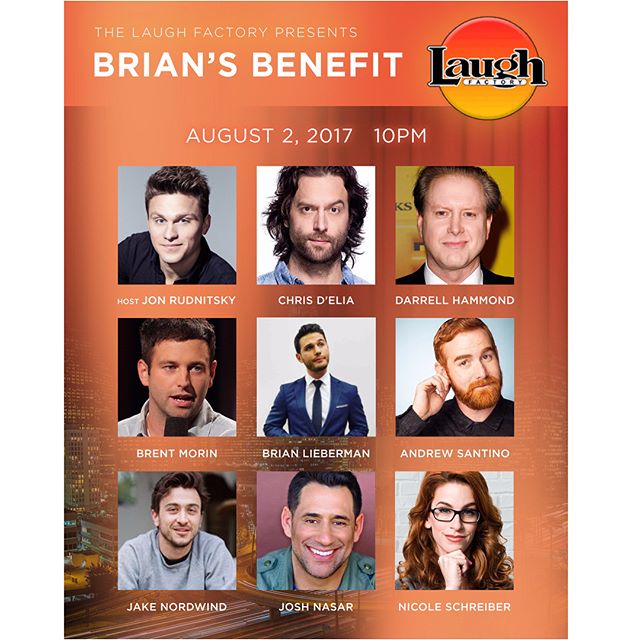 THE LAUGH FACTORY PRESENTS
BRIAN'S BENEFIT
Laugh
FACTORY
AUGUST 2, 2017 10PM
HOST JON RUDNITSKY
CHRIS D'ELIA
KS
DARRELL HAMMOND
BRENT MORIN
BRIAN LIEBERMAN
ANDREW SANTINO
JAKE NORDWIND
JOSH NASAR
NICOLE SCHREIBER